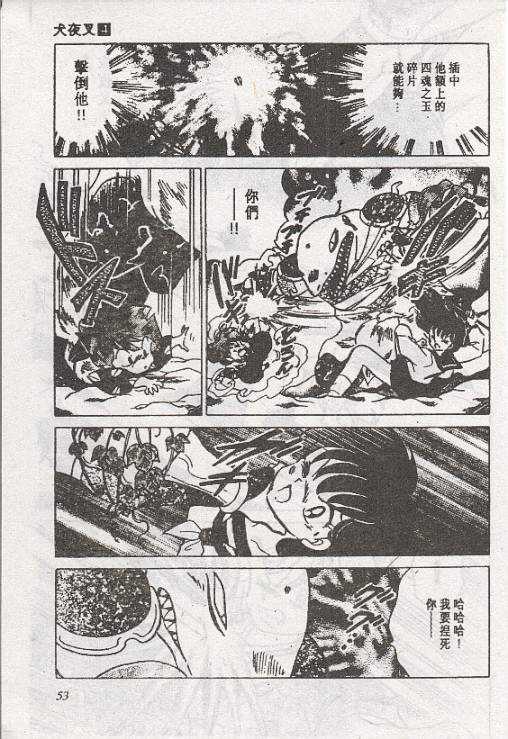 犬夜叉4
插中
他額上的
四魂之玉
碎片
就能夠…
擊倒他!!
你們
——!!
哈哈哈!
我要捏死
你——
53